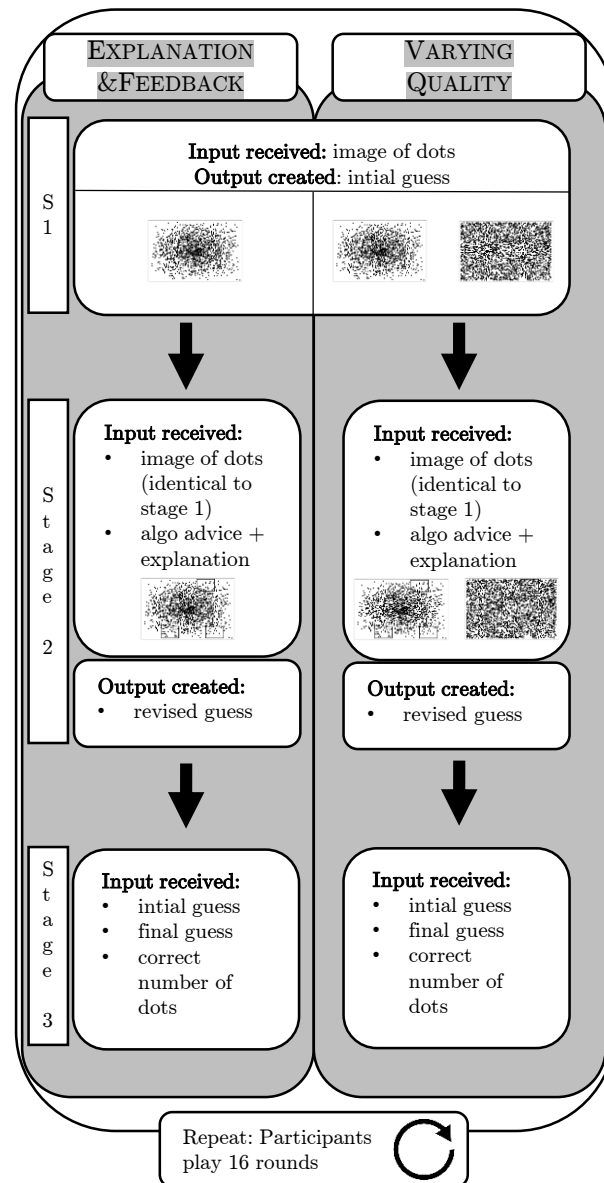 EXPLANATION
&FEEDBACK
VARYING
QUALITY
S
1
Input received: image of dots
Output created: intial guess
S
t
a
g
e
2
Input received:
• image of dots
(identical to
stage 1)
• algo advice +
explanation
Output created:
• revised guess
Input received:
• image of dots
(identical to
stage 1)
• algo advice +
explanation
Output created:
• revised guess
S
t
a
g
e
3
Input received:
• intial guess
• final guess
• correct
number of
dots
Input received:
• intial guess
• final guess
• correct
number of
dots
Repeat: Participants
play 16 rounds